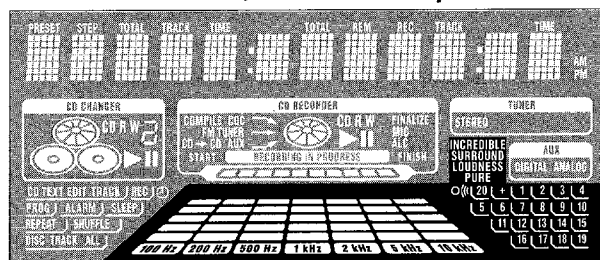 PRESET STEP TOTAL TRACK TIME TOTAL REM REC TRACK TIME
AM
PM
CD CHANGER
CD RW
CD RECORDER
COMPILE CDC
FM TUNER
CD → CD AUX
START
CD RW
FINALIZE
MIC
ALC
FINISH
RECORDING IN PROGRESS
TUNER
STEREO
INCREDIBLE
SURROUND
LOUDNESS
PURE
AUX
DIGITAL ANALOG
CD TEXT EDIT TRACK REC
PROG ALARM SLEEP
REPEAT SHUFFLE
DISC TRACK ALL
20 + 1 2 3 4
5 6 7 8 9 10
11 12 13 14 15
16 17 18 19
100 Hz 200 Hz 500 Hz 1 kHz 2 kHz 5 kHz 10 kHz